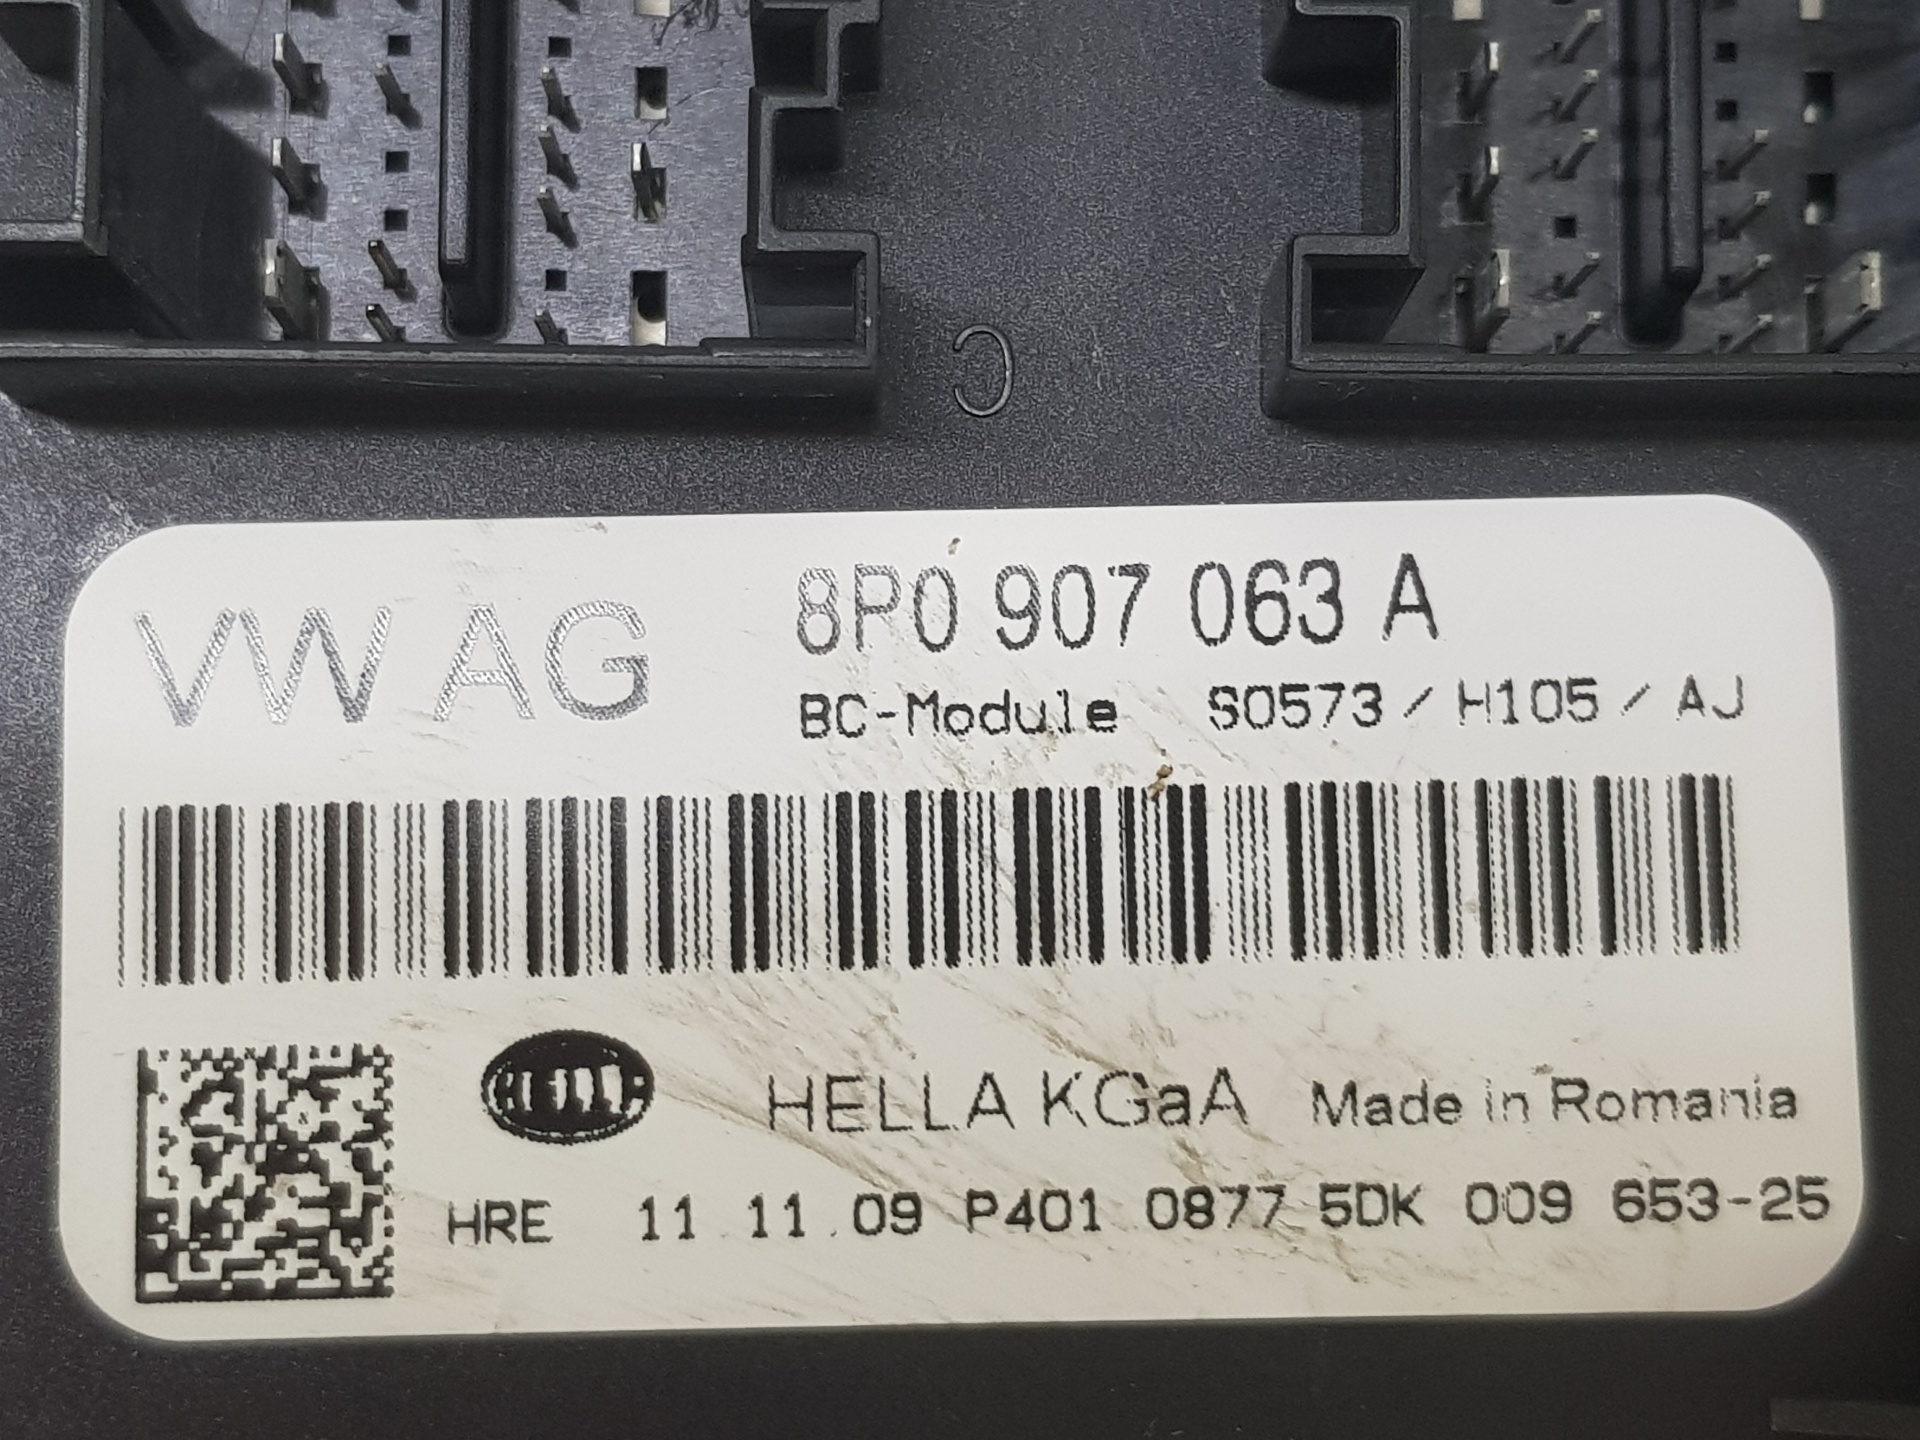 C
VW AG 8P0 907 063 A
BC-Module S0573 / H105 / AJ
HELLA HELLA KGaA Made in Romania
HRE 11 11.09 P401 0877 5DK 009 653-25